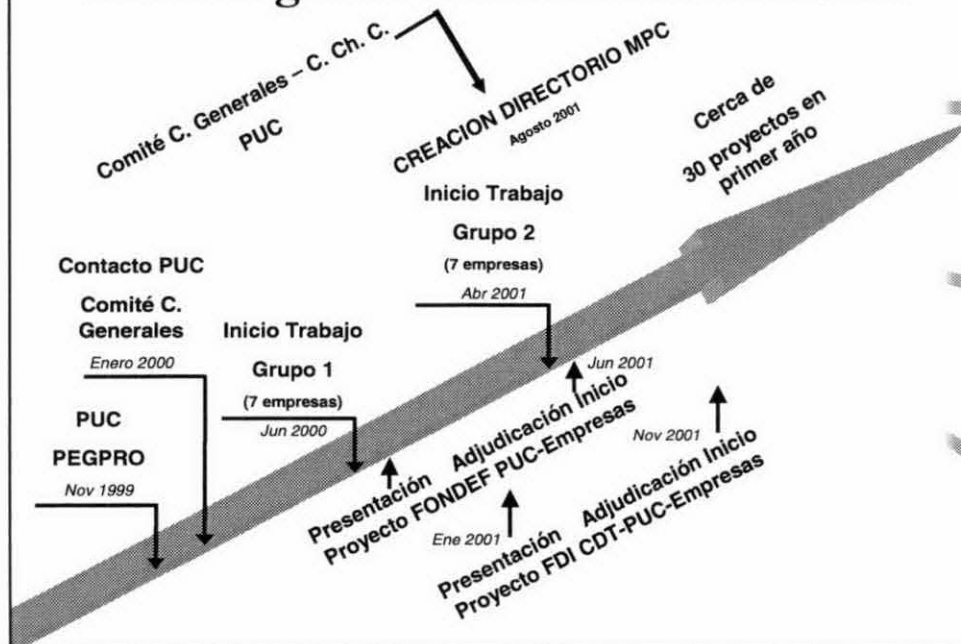 Comité C. Generales – C. Ch. C.
PUC
CREACION DIRECTORIO MPC
Agosto 2001
Cerca de
30 proyectos en
primer año
Inicio Trabajo
Grupo 2
(7 empresas)
Abr 2001
Contacto PUC
Comité C.
Generales
Enero 2000
Inicio Trabajo
Grupo 1
(7 empresas)
Jun 2000
PUC
PEGPRO
Nov 1999
Jun 2001
Presentación Adjudicación Inicio
Proyecto FONDEF PUC-Empresas
Ene 2001
Nov 2001
Presentación Adjudicación Inicio
Proyecto FDI CDT-PUC-Empresas